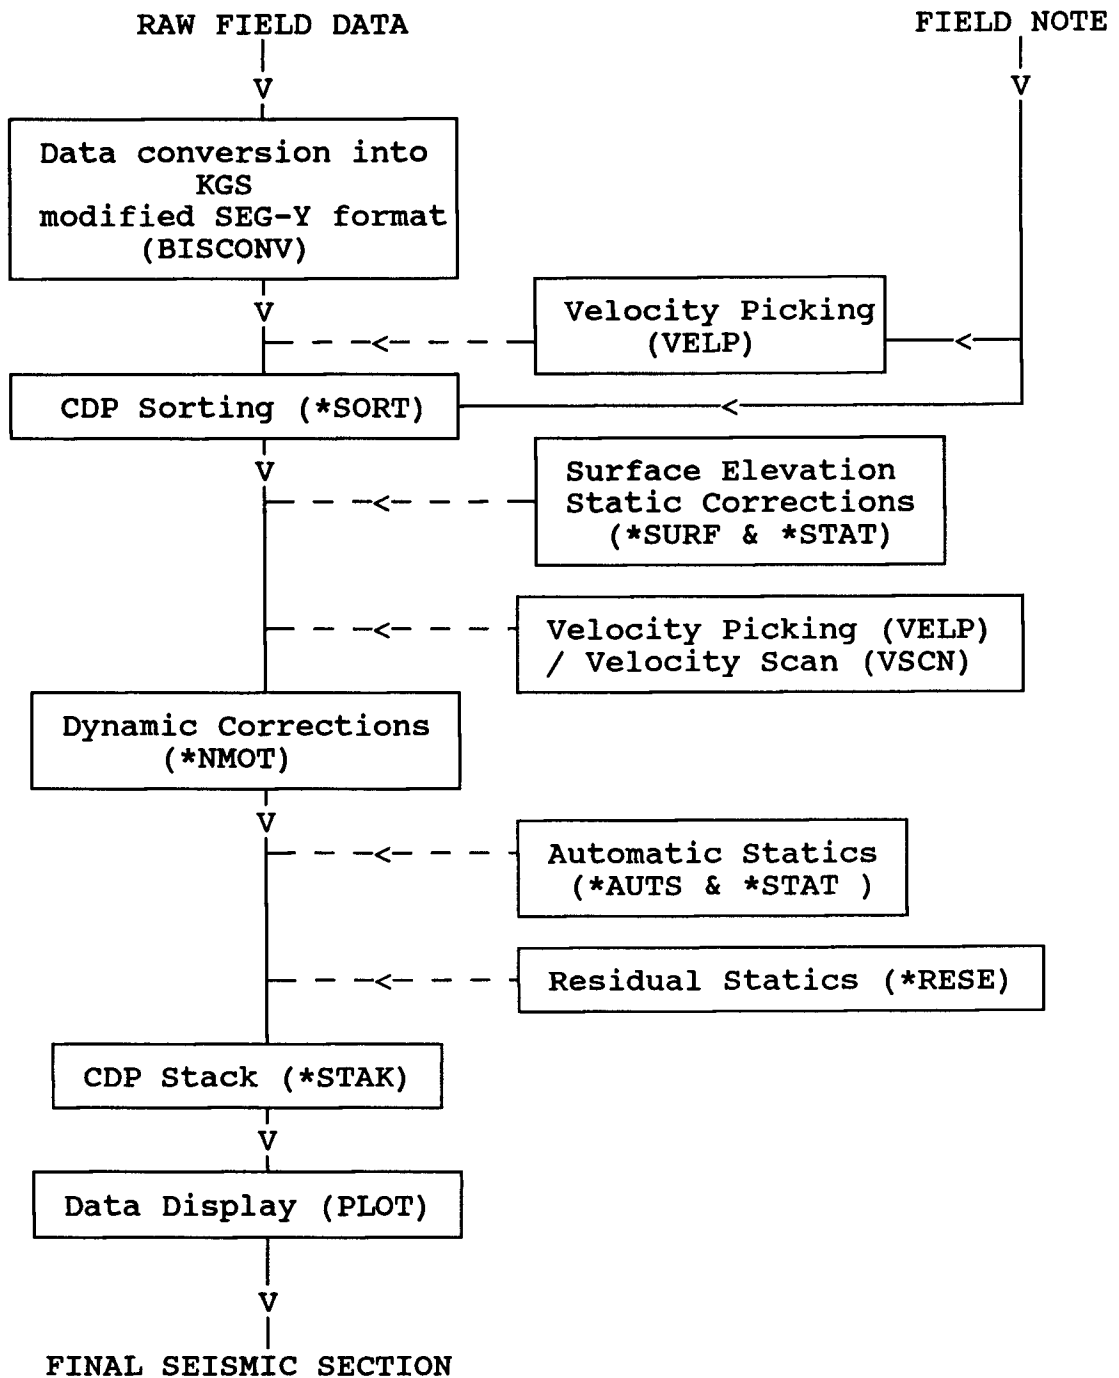 RAW FIELD DATA
FIELD NOTE
V
V
Data conversion into
KGS
modified SEG-Y format
(BISCONV)
V
Velocity Picking
(VELP)
<
<
CDP Sorting (*SORT)
<
V
Surface Elevation
Static Corrections
(*SURF & *STAT)
<
Velocity Picking (VELP)
/ Velocity Scan (VSCN)
<
Dynamic Corrections
(*NMOT)
V
Automatic Statics
(*AUTS & *STAT )
<
Residual Statics (*RESE)
<
CDP Stack (*STAK)
V
Data Display (PLOT)
V
FINAL SEISMIC SECTION